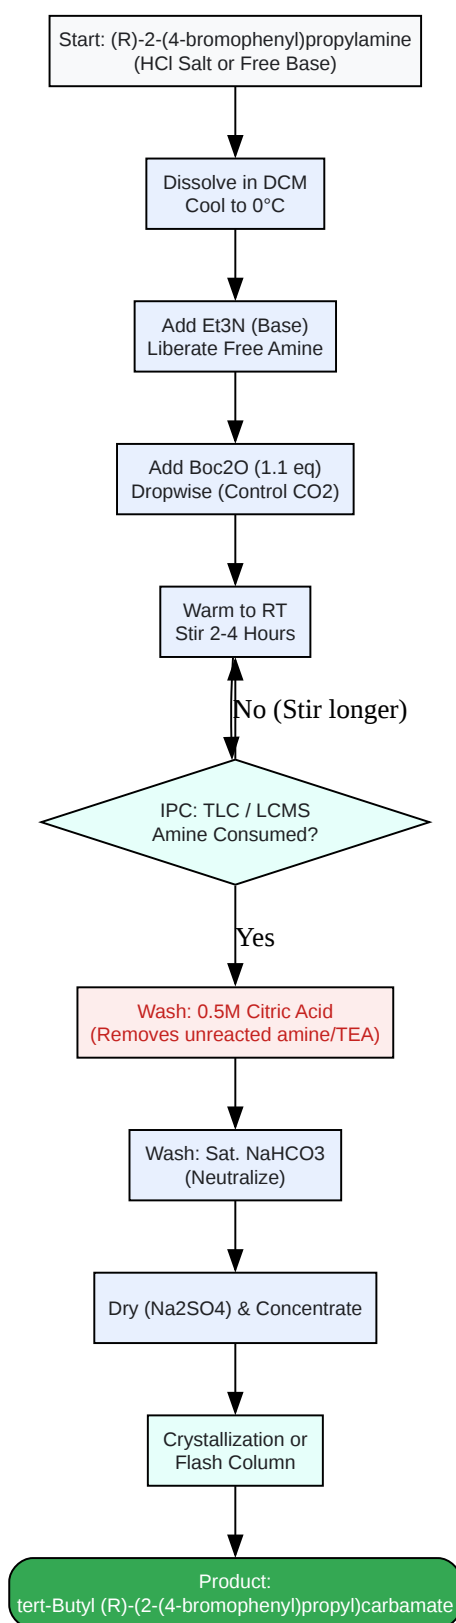 Start: (R)-2-(4-bromophenyl)propylamine
(HCl Salt or Free Base)
Dissolve in DCM
Cool to 0°C
Add Et3N (Base)
Liberate Free Amine
Add Boc2O (1.1 eq)
Dropwise (Control CO2)
Warm to RT
Stir 2-4 Hours
No (Stir longer)
IPC: TLC / LCMS
Amine Consumed?
Yes
Wash: 0.5M Citric Acid
(Removes unreacted amine/TEA)
Wash: Sat. NaHCO3
(Neutralize)
Dry (Na2SO4) & Concentrate
Crystallization or
Flash Column
Product:
tert-Butyl (R)-(2-(4-bromophenyl)propyl)carbamate